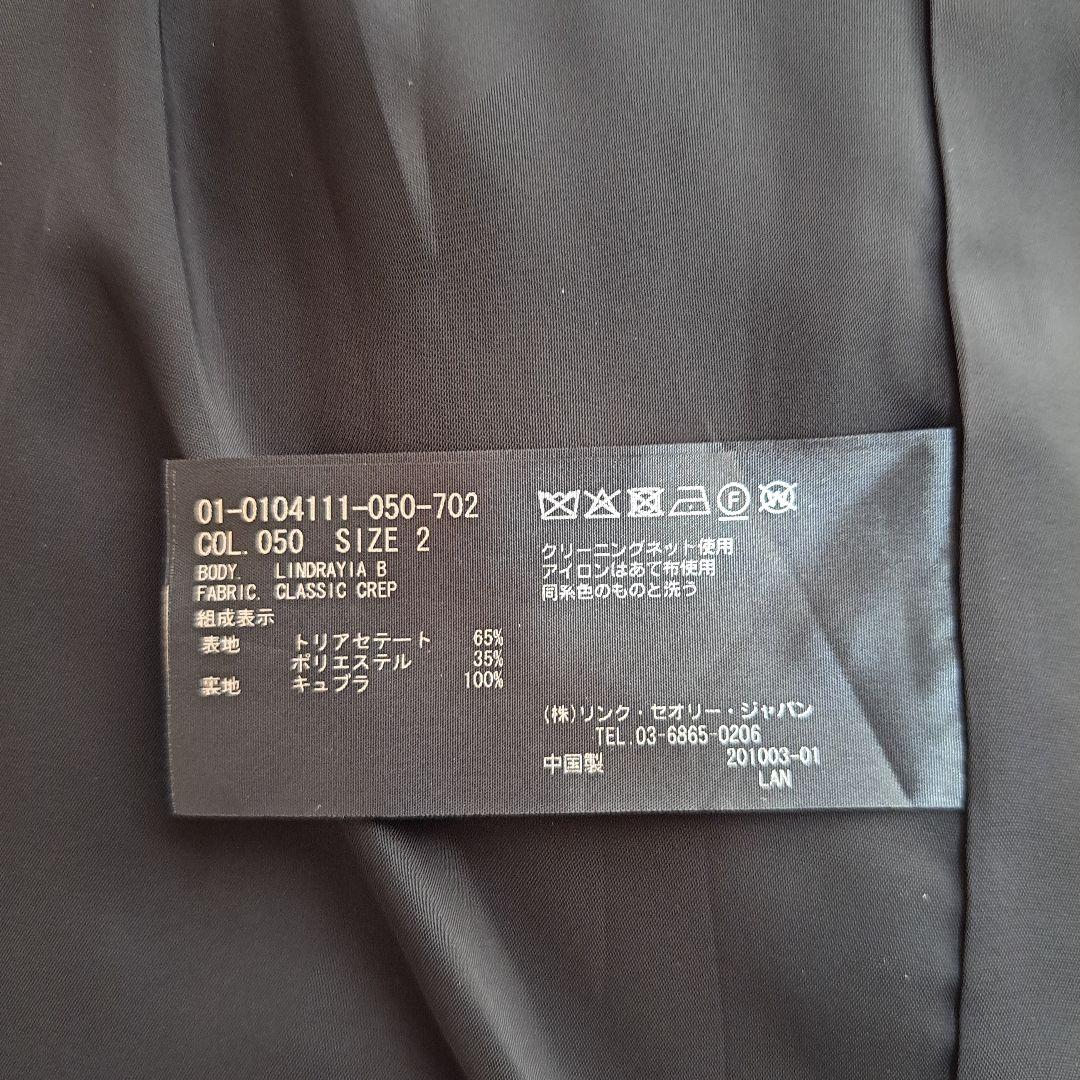 01-0104111-050-702
COL. 050 SIZE 2
BODY. LINDRAYIA B
FABRIC. CLASSIC CREP
組成表示
表地 トリアセテート 65%
ポリエステル 35%
裏地 キュプラ 100%
F
W
クリーニングネット使用
アイロンはあて布使用
同系色のものと洗う
(株)リンク・セオリー・ジャパン
TEL.03-6865-0206
中国製 201003-01
LAN